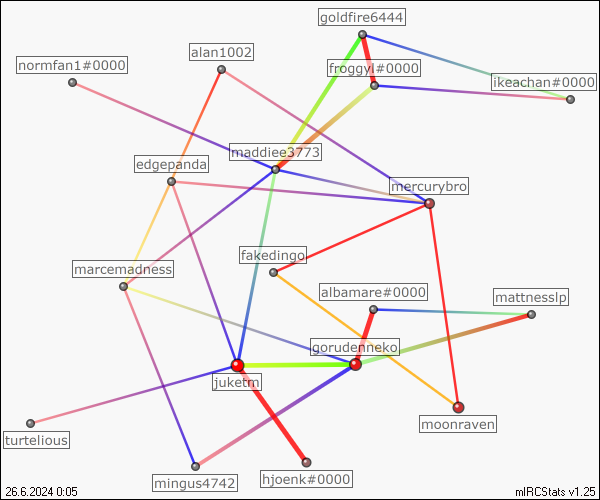 goldfire6444
alan1002
normfan1#0000
froggyl#0000
ikeachan#0000
maddiee3773
edgepanda
mercurybro
fakedingo
marcemadness
albamare#0000
mattnesslp
gorudenneko
juketm
moonraven
turtelious
hjoenk#0000
mingus4742
26.6.2024 0:05
mIRCStats v1.25